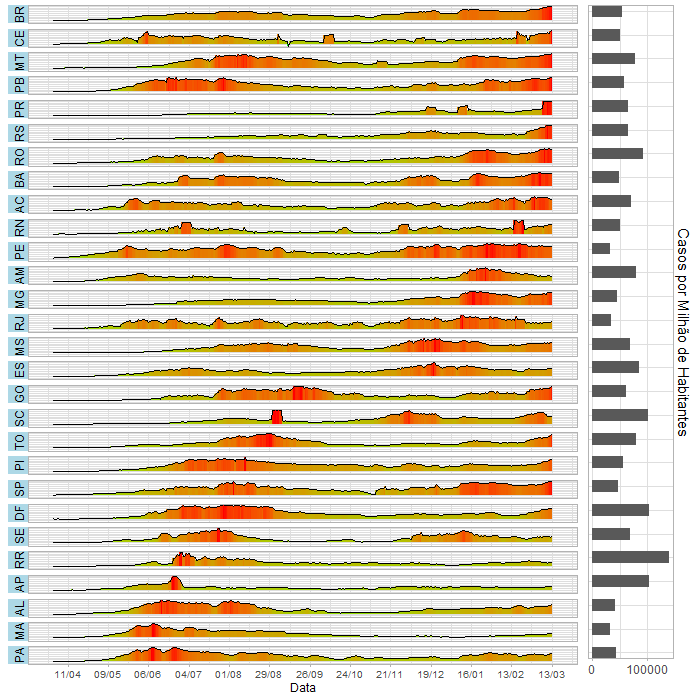 BR
CE
MT
PB
PR
RS
RO
BA
AC
RN
PE
AM
MG
RJ
MS
ES
GO
SC
TO
PI
SP
DF
SE
RR
AP
AL
MA
PA
11/04 09/05 06/06 04/07 01/08 29/08 26/09 24/10 21/11 19/12 16/01 13/02 13/03
Data
0 100000
Casos por Milhão de Habitantes